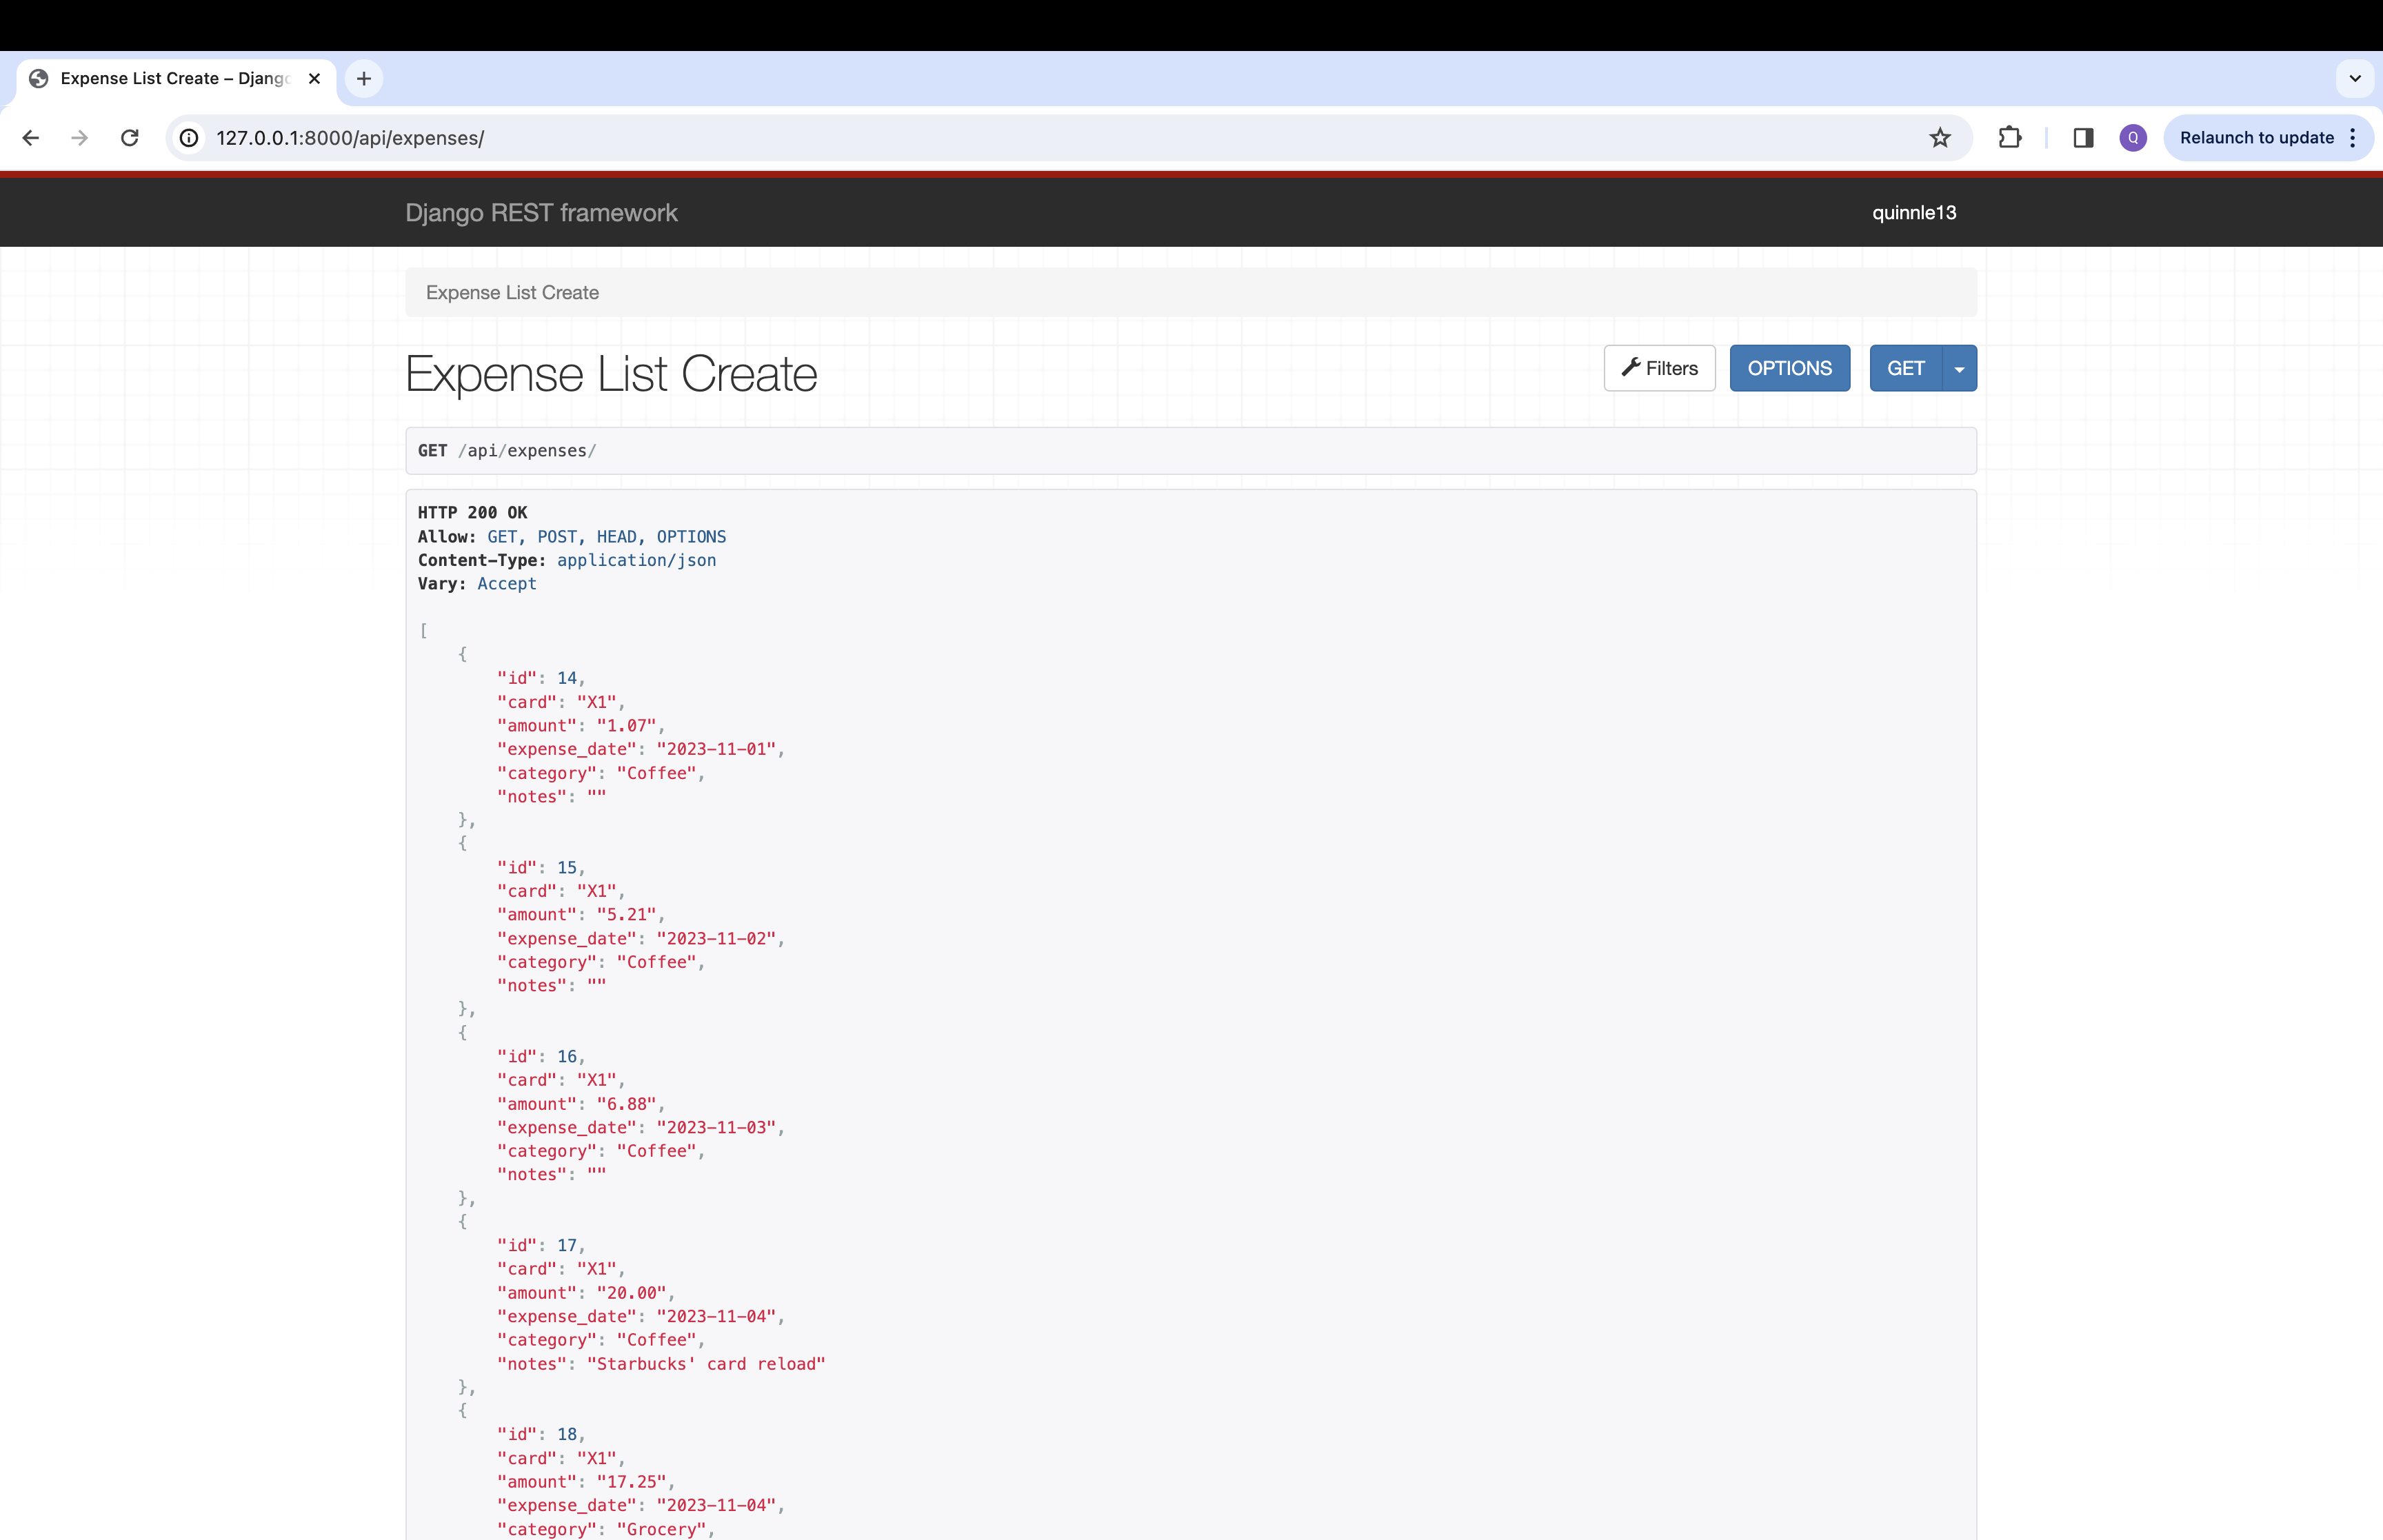 Expense List Create – Djang
127.0.0.1:8000/api/expenses/
Q
Relaunch to update
Django REST framework
quinnle13
Expense List Create
Expense List Create
Filters
OPTIONS
GET
GET /api/expenses/
HTTP 200 OK
Allow: GET, POST, HEAD, OPTIONS
Content-Type: application/json
Vary: Accept
[
    {
        "id": 14,
        "card": "X1",
        "amount": "1.07",
        "expense_date": "2023-11-01",
        "category": "Coffee",
        "notes": ""
    },
    {
        "id": 15,
        "card": "X1",
        "amount": "5.21",
        "expense_date": "2023-11-02",
        "category": "Coffee",
        "notes": ""
    },
    {
        "id": 16,
        "card": "X1",
        "amount": "6.88",
        "expense_date": "2023-11-03",
        "category": "Coffee",
        "notes": ""
    },
    {
        "id": 17,
        "card": "X1",
        "amount": "20.00",
        "expense_date": "2023-11-04",
        "category": "Coffee",
        "notes": "Starbucks' card reload"
    },
    {
        "id": 18,
        "card": "X1",
        "amount": "17.25",
        "expense_date": "2023-11-04",
        "category": "Grocery",